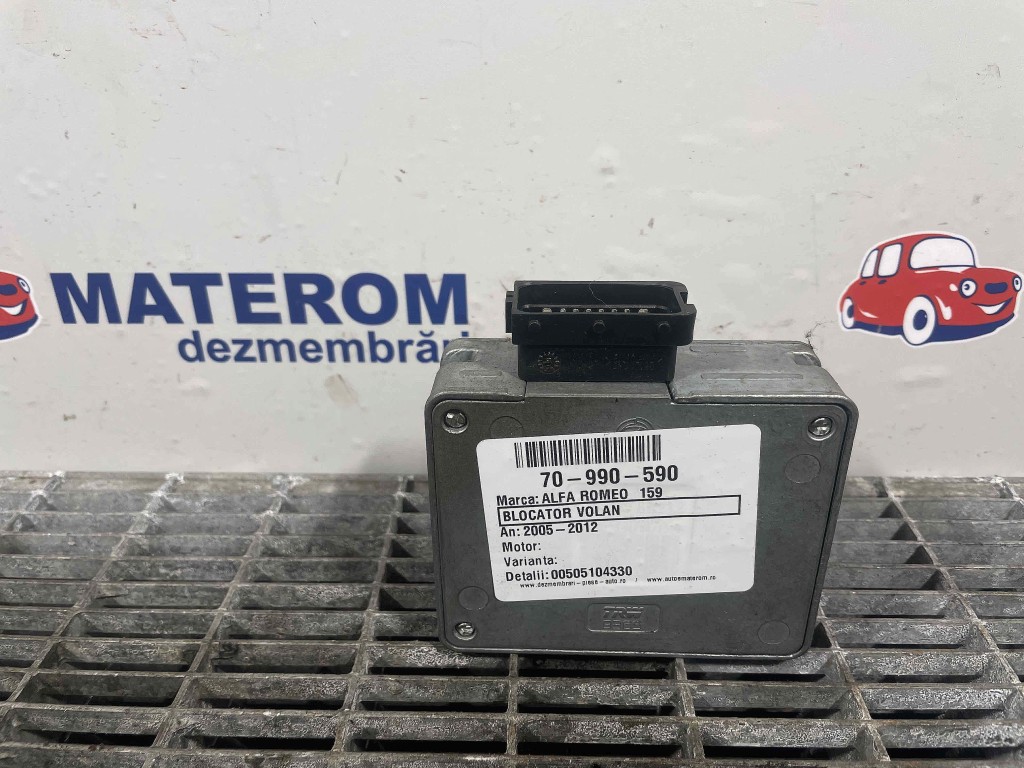 MATEROM
dezmembrări
70-990-590
Marca: ALFA ROMEO 159
BLOCATOR VOLAN
An: 2005-2012
Motor:
Varianta:
Detalii: 00505104330
www.dezmembrari-piese-auto.ro / www.autoematerom.ro